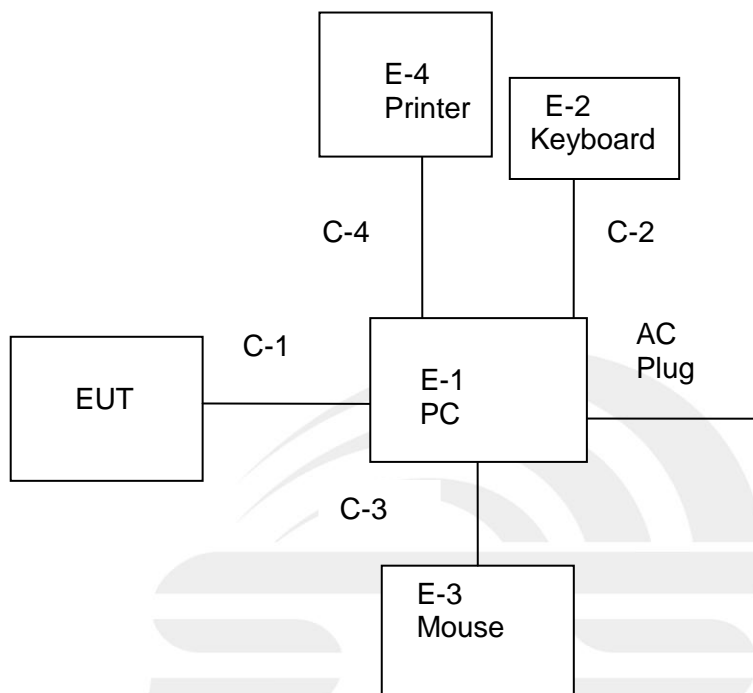 E-4
Printer
E-2
Keyboard
C-4
C-2
C-1
AC
Plug
EUT
E-1
PC
C-3
E-3
Mouse